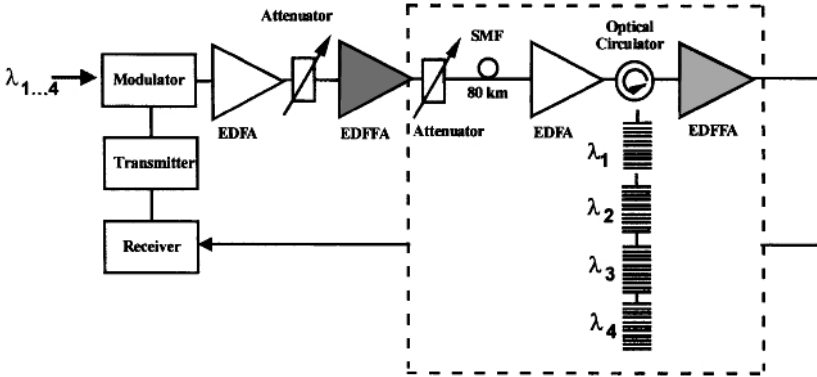 λ1...4
Modulator
Transmitter
Receiver
EDFA
Attenuator
EDFFA
Attenuator
SMF
80 km
EDFA
Optical
Circulator
EDFFA
λ1
λ2
λ3
λ4